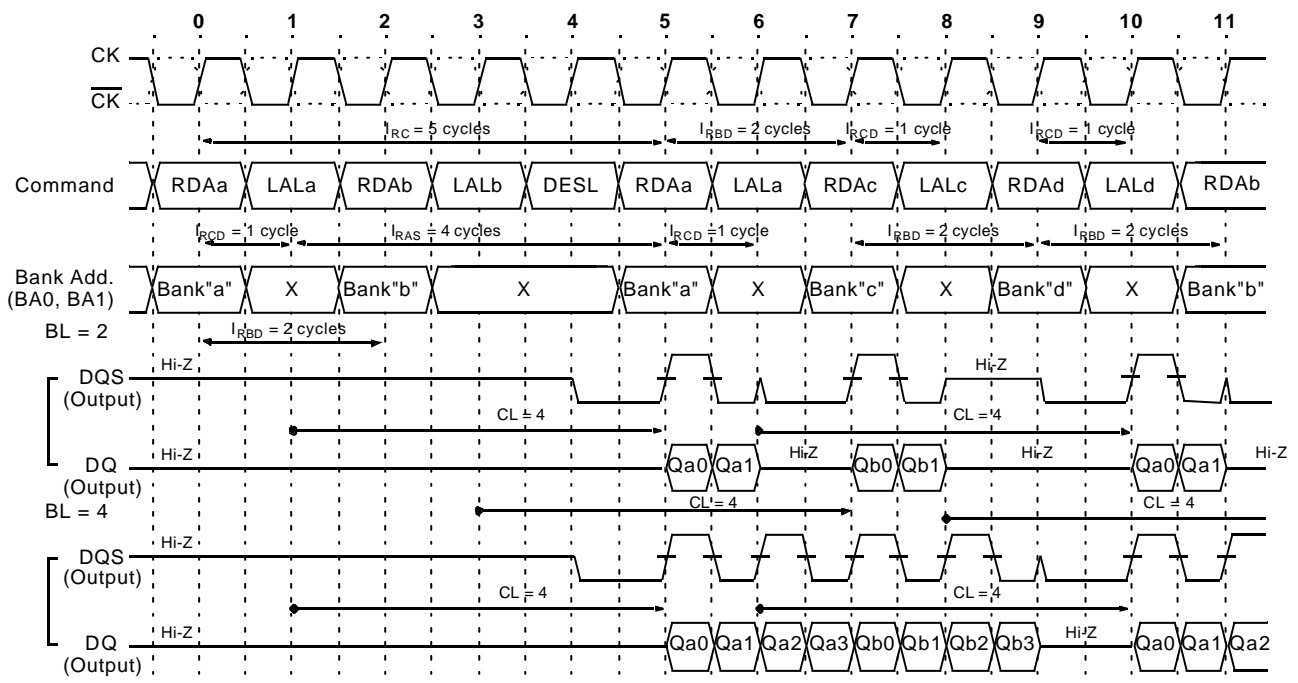 0 1 2 3 4 5 6 7 8 9 10 11
CK
CK
IRC = 5 cycles IRBD = 2 cycles IRCD = 1 cycle IRCD = 1 cycle
Command RDAa LALa RDAb LALb DESL RDAa LALa RDAc LALc RDAd LALd RDAb
IRCD = 1 cycle IRAS = 4 cycles IRCD =1 cycle IRBD = 2 cycles IRBD = 2 cycles
Bank Add.
(BA0, BA1)
Bank"a" X Bank"b" X Bank"a" X Bank"c" X Bank"d" X Bank"b"
BL = 2
IRBD = 2 cycles
Hi-Z Hi-Z
DQS
(Output)
CL = 4 CL = 4
Hi-Z Qa0 Qa1 Hi-Z Qb0 Qb1 Hi-Z Qa0 Qa1 Hi-Z
DQ
(Output)
BL = 4
CL = 4 CL = 4
Hi-Z
DQS
(Output)
CL = 4 CL = 4
Hi-Z Qa0 Qa1 Qa2 Qa3 Qb0 Qb1 Qb2 Qb3 Hi-Z Qa0 Qa1 Qa2
DQ
(Output)